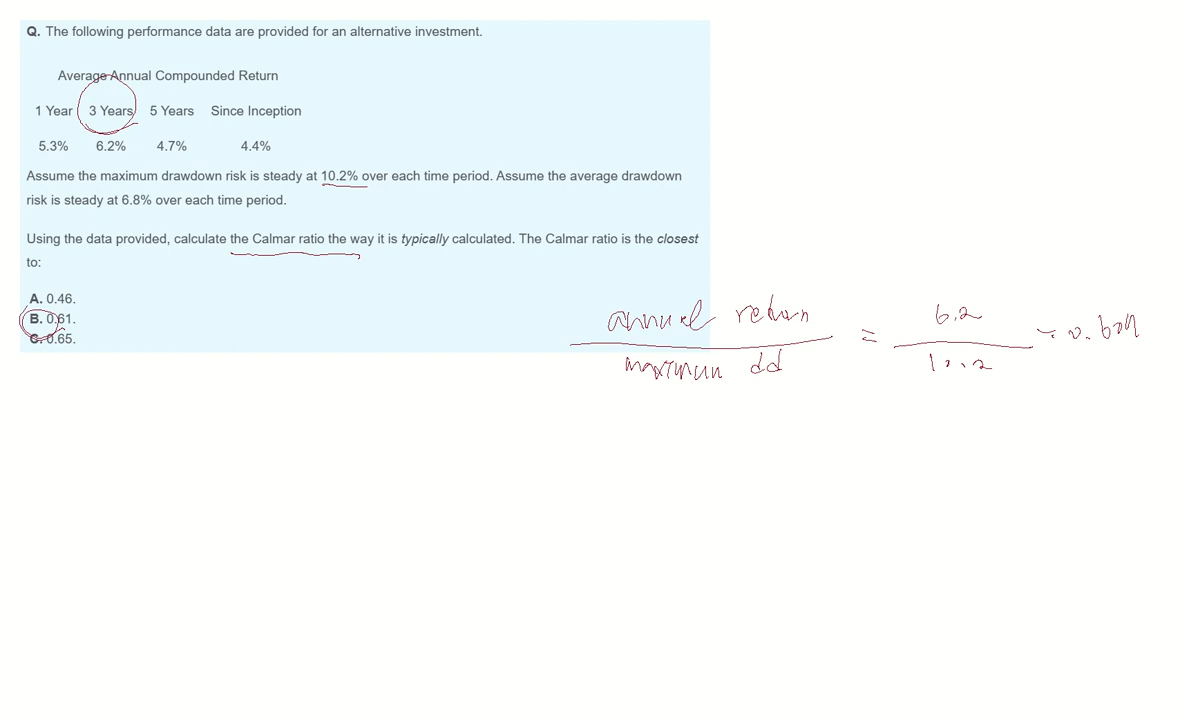 Q. The following performance data are provided for an alternative investment.
Average Annual Compounded Return
1 Year 3 Years 5 Years Since Inception
5.3% 6.2% 4.7% 4.4%
Assume the maximum drawdown risk is steady at 10.2% over each time period. Assume the average drawdown
risk is steady at 6.8% over each time period.
Using the data provided, calculate the Calmar ratio the way it is typically calculated. The Calmar ratio is the closest
to:
A. 0.46.
B. 0.61.
C. 0.65.
annual return
maximun dd
=
6.2
10.2